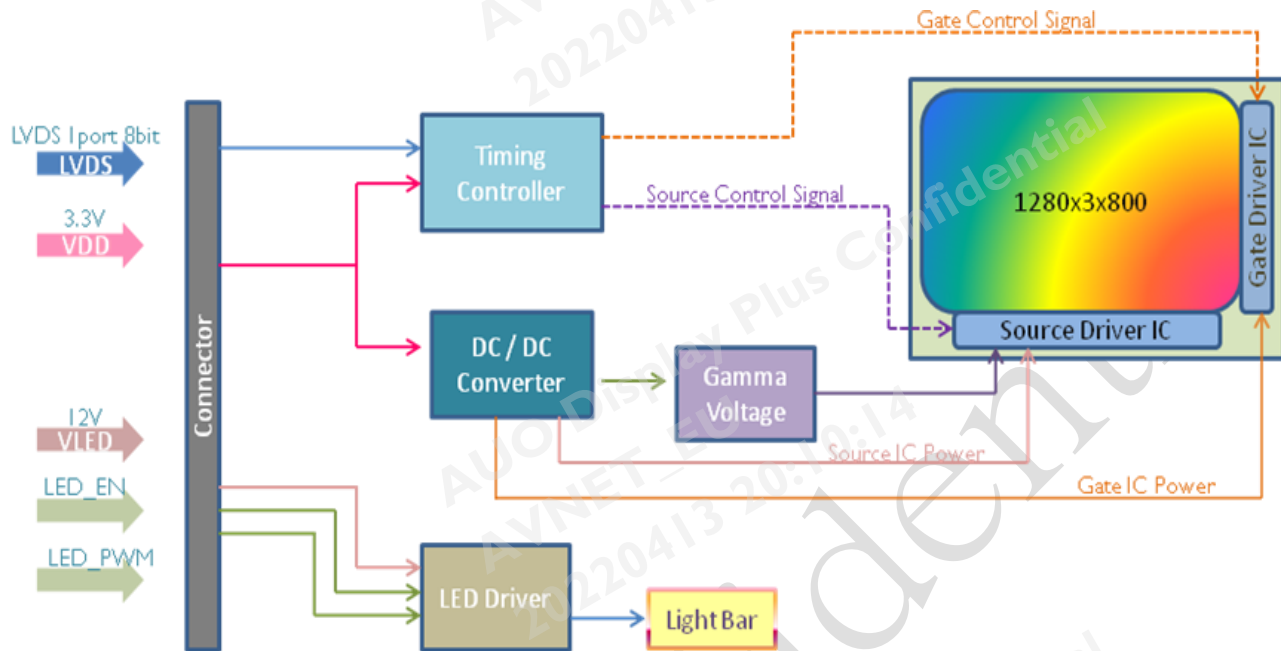 Gate Control Signal
LVDS 1port 8bit
LVDS
Timing
Controller
Source Control Signal
1280x3x800
Gate Driver IC
3.3V
VDD
Source Driver IC
Connector
DC / DC
Converter
Gamma
Voltage
12V
VLED
Source IC Power
Gate IC Power
LED_EN
LED_PWM
LED Driver
Light Bar
AUO Display Plus Confidential
AVNET_EU
20220413 20:10:14